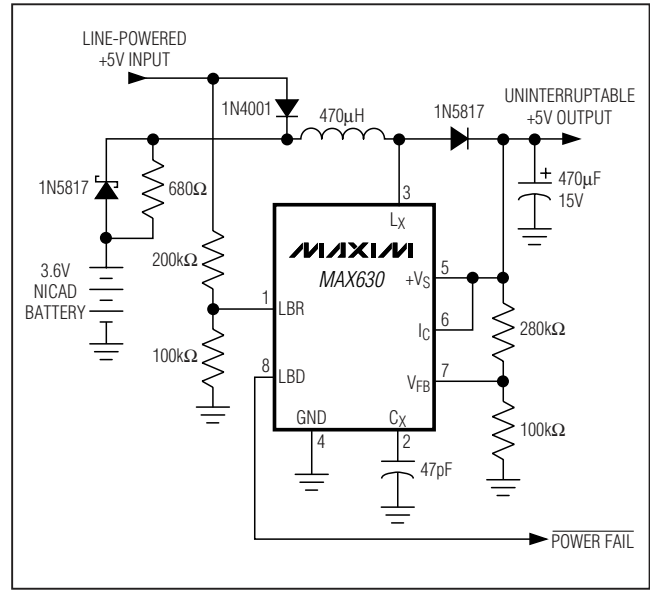 LINE-POWERED
+5V INPUT
1N4001
470μH
1N5817
UNINTERRUPTABLE
+5V OUTPUT
1N5817
680Ω
3
LX
+
470μF
15V
MAXIM
MAX630
3.6V
NICAD
BATTERY
200kΩ
1
LBR
5
+VS
6
IC
280kΩ
100kΩ
8
LBD
7
VFB
100kΩ
GND
4
CX
2
47pF
POWER FAIL